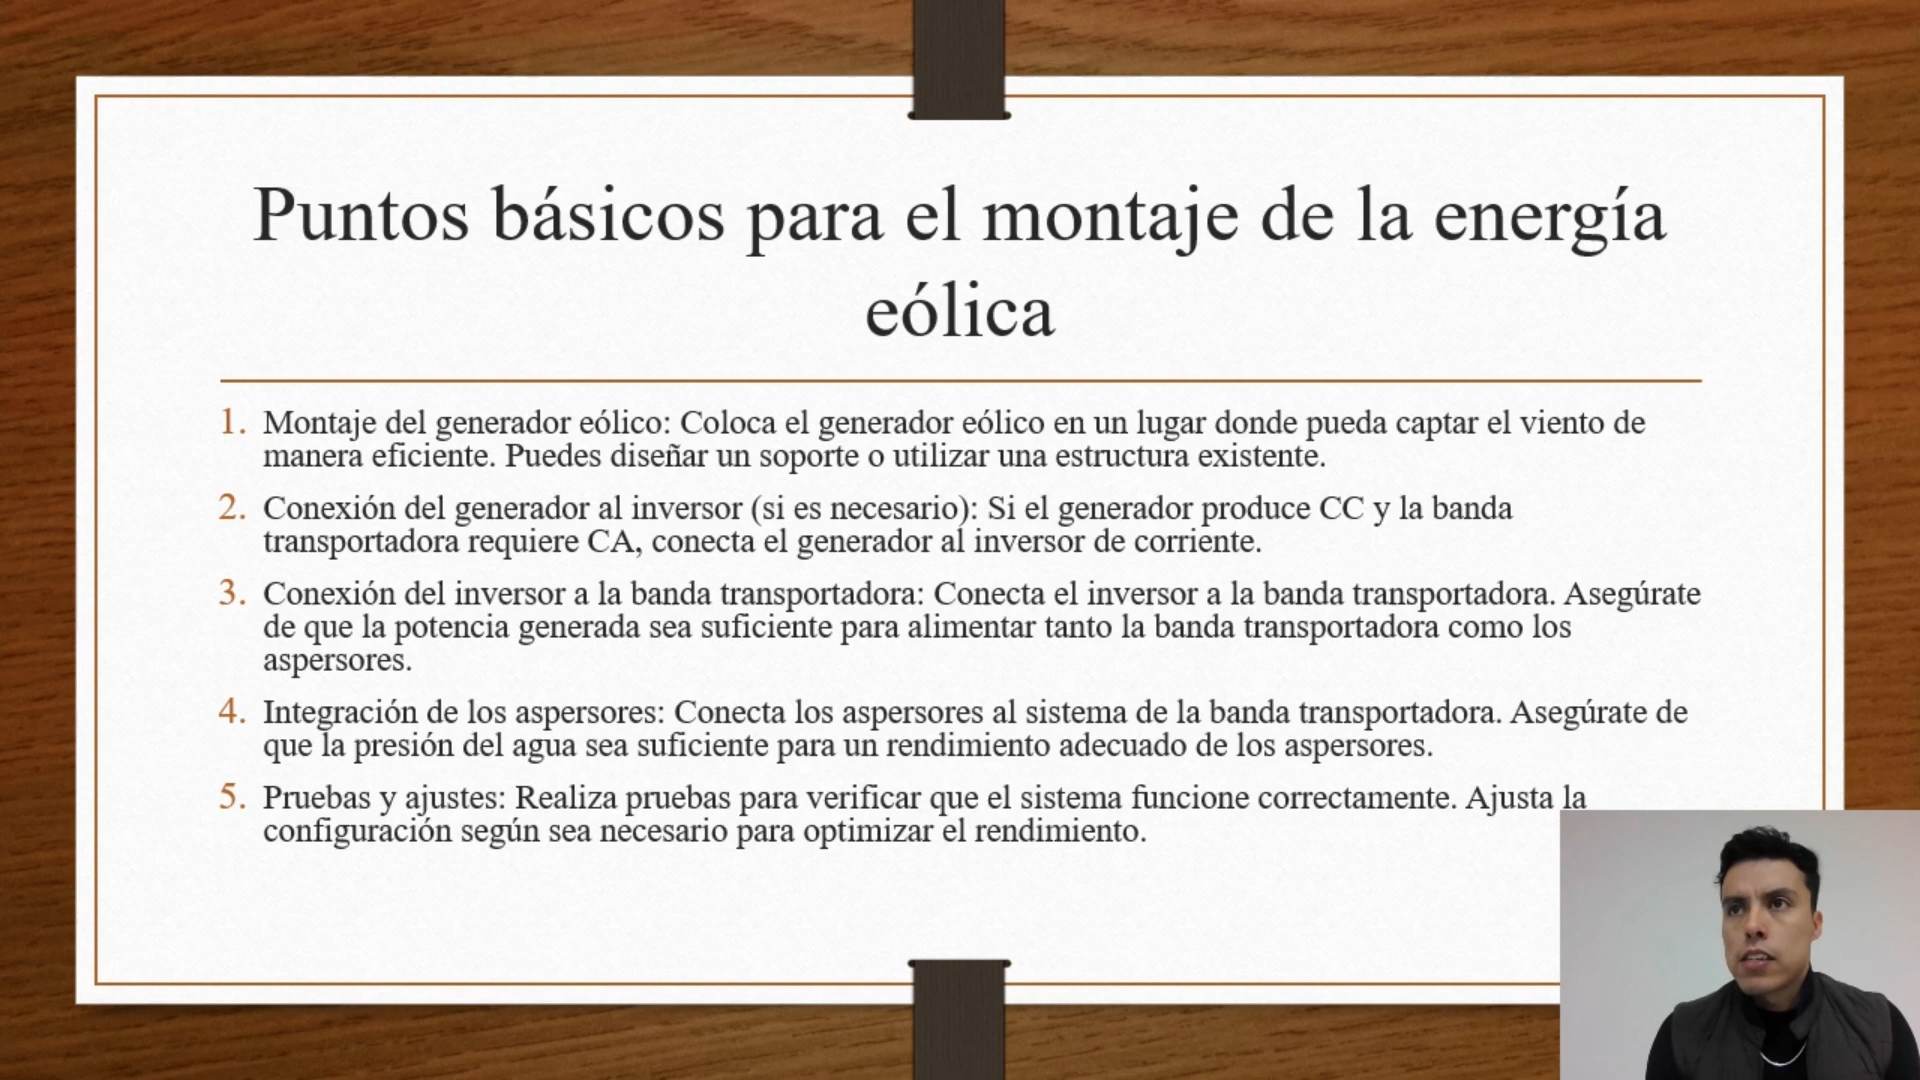 Puntos básicos para el montaje de la energía
eólica
1. Montaje del generador eólico: Coloca el generador eólico en un lugar donde pueda captar el viento de
manera eficiente. Puedes diseñar un soporte o utilizar una estructura existente.
2. Conexión del generador al inversor (si es necesario): Si el generador produce CC y la banda
transportadora requiere CA, conecta el generador al inversor de corriente.
3. Conexión del inversor a la banda transportadora: Conecta el inversor a la banda transportadora. Asegúrate
de que la potencia generada sea suficiente para alimentar tanto la banda transportadora como los
aspersores.
4. Integración de los aspersores: Conecta los aspersores al sistema de la banda transportadora. Asegúrate de
que la presión del agua sea suficiente para un rendimiento adecuado de los aspersores.
5. Pruebas y ajustes: Realiza pruebas para verificar que el sistema funcione correctamente. Ajusta la
configuración según sea necesario para optimizar el rendimiento.